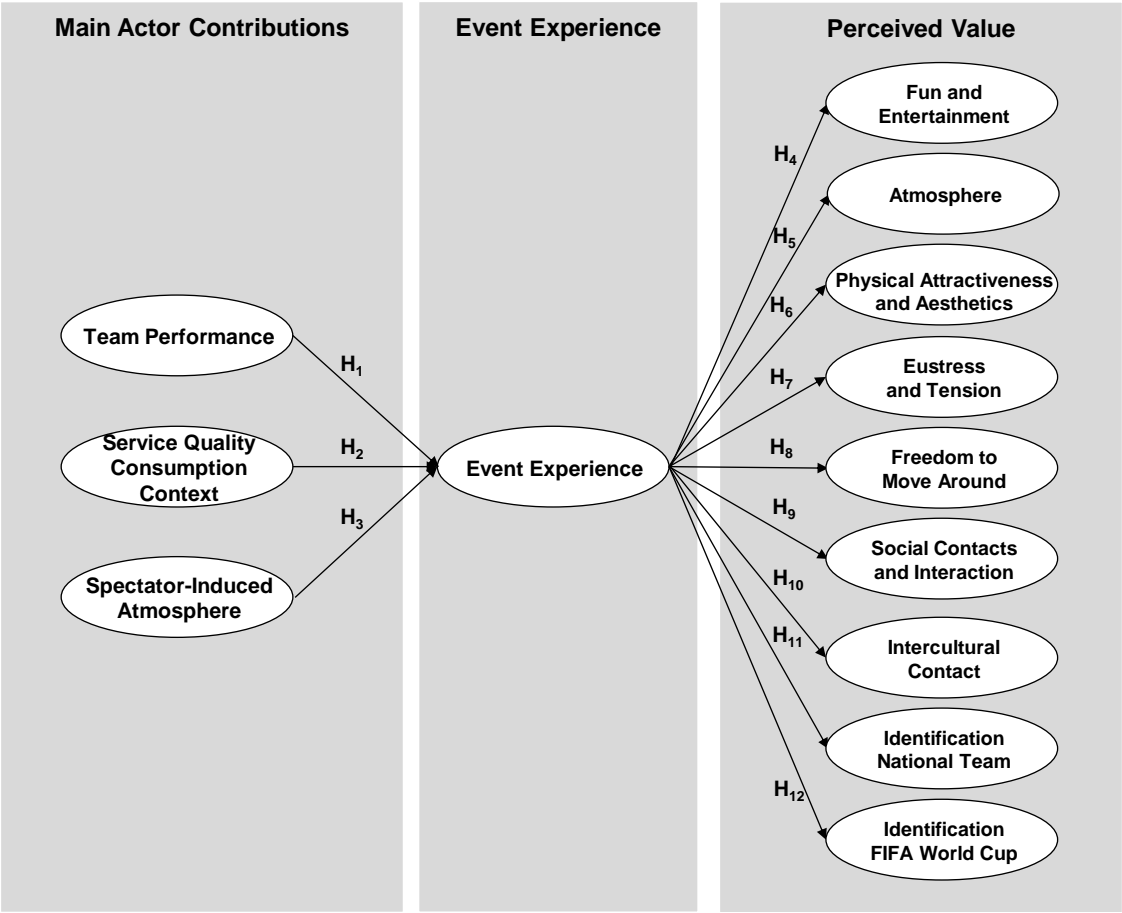 Main Actor Contributions
Event Experience
Perceived Value
Team Performance
Service Quality
Consumption
Context
Spectator-Induced
Atmosphere
H1
H2
H3
Event Experience
H4
H5
H6
H7
H8
H9
H10
H11
H12
Fun and
Entertainment
Atmosphere
Physical Attractiveness
and Aesthetics
Eustress
and Tension
Freedom to
Move Around
Social Contacts
and Interaction
Intercultural
Contact
Identification
National Team
Identification
FIFA World Cup